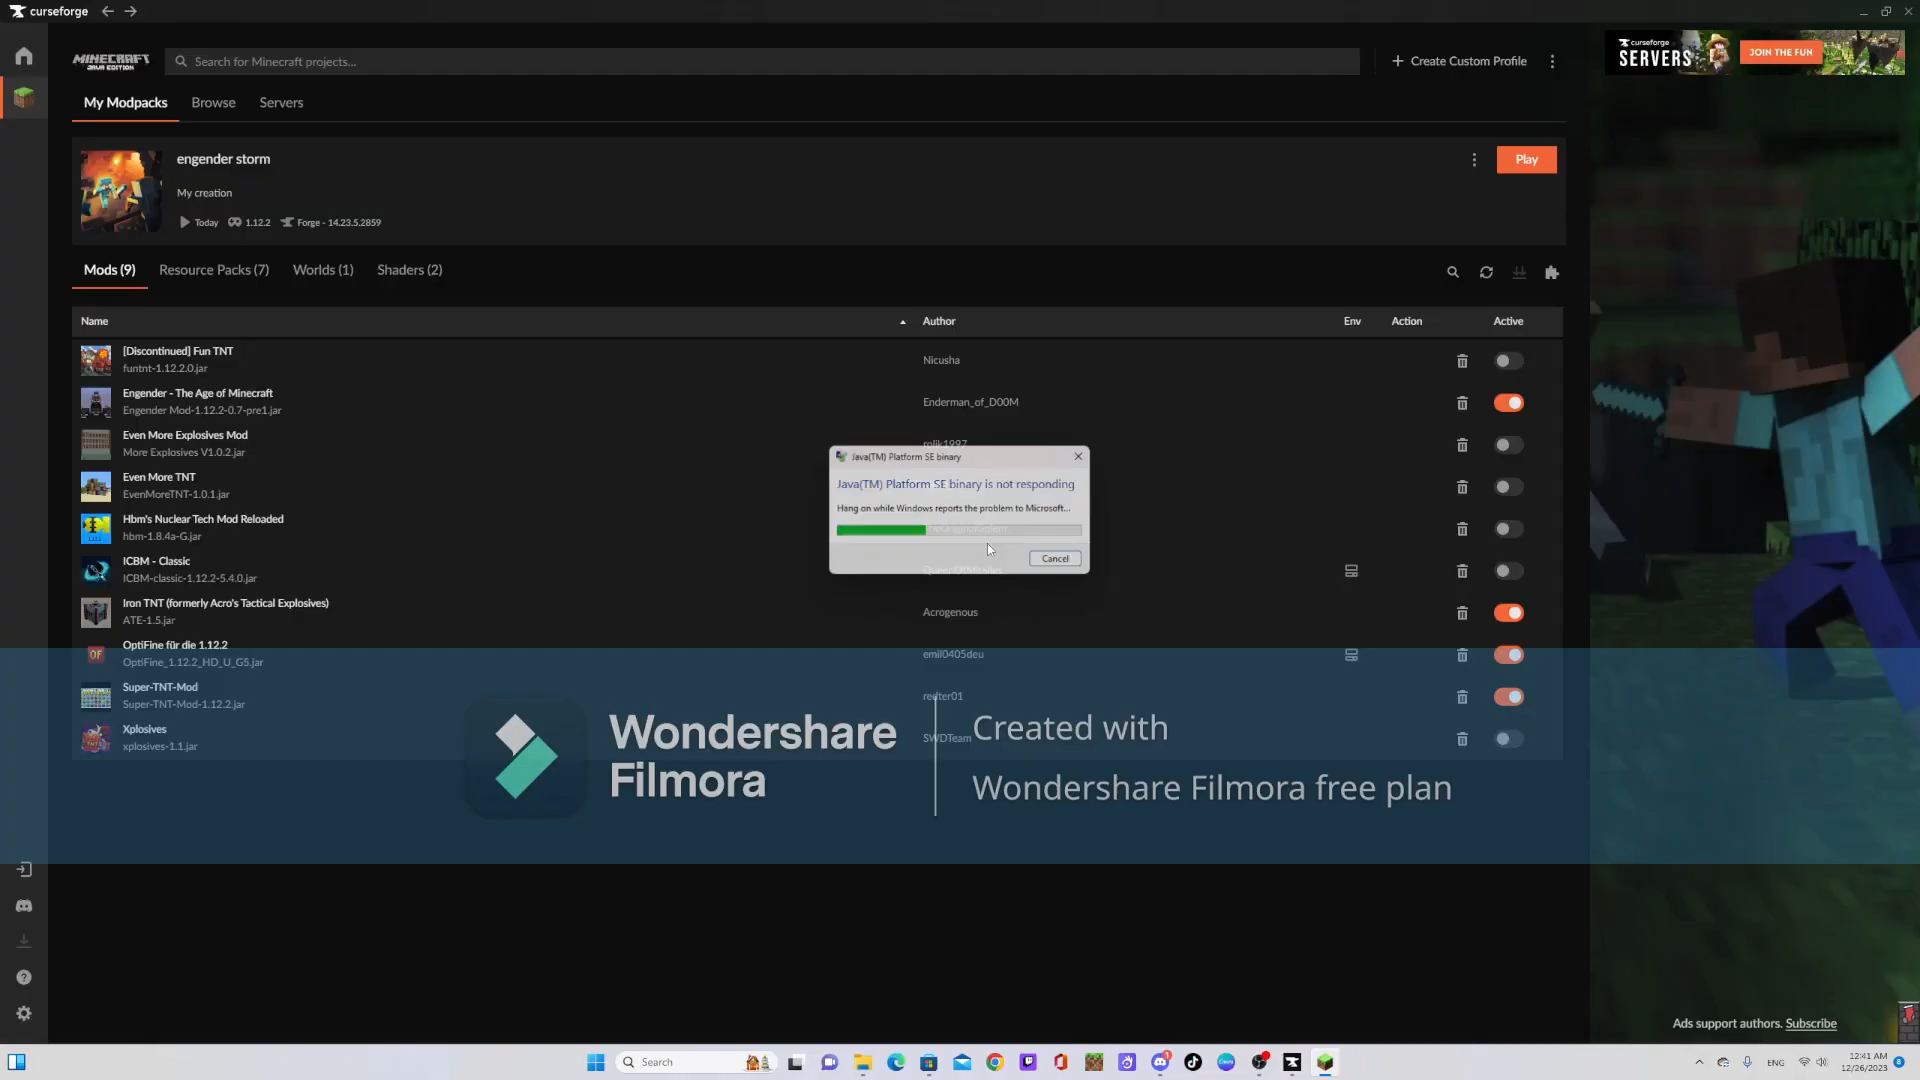 curseforge
MINECRAFT
JAVA EDITION
Search for Minecraft projects...
Create Custom Profile
curseforge
SERVERS
JOIN THE FUN
My Modpacks
Browse
Servers
engender storm
Play
My creation
Today
1.12.2
Forge - 14.23.5.2859
Mods (9)
Resource Packs (7)
Worlds (1)
Shaders (2)
Name
Author
Env
Action
Active
[Discontinued] Fun TNT
funtnt-1.12.2.0.jar
Nicusha
Engender - The Age of Minecraft
Engender Mod-1.12.2-0.7-pre1.jar
Enderman_of_D00M
Even More Explosives Mod
More Explosives V1.0.2.jar
rolik1997
Java(TM) Platform SE binary
Even More TNT
EvenMoreTNT-1.0.1.jar
Java(TM) Platform SE binary is not responding
Hang on while Windows reports the problem to Microsoft...
Hbm's Nuclear Tech Mod Reloaded
hbm-1.8.4a-G.jar
Cancel
ICBM - Classic
ICBM-classic-1.12.2-5.4.0.jar
Iron TNT (formerly Acro's Tactical Explosives)
ATE-1.5.jar
Acrogenous
OF
OptiFine für die 1.12.2
OptiFine_1.12.2_HD_U_G5.jar
emil0405deu
Super-TNT-Mod
Super-TNT-Mod-1.12.2.jar
redter01
Xplosives
xplosives-1.1.jar
SWDTeam
Wondershare
Filmora
Created with
Wondershare Filmora free plan
Ads support authors. Subscribe
Search
ENG
12:41 AM
12/26/2023
8